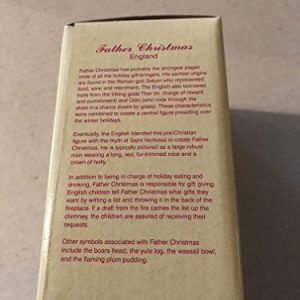 Father Christmas
England
Father Christmas has probably the strongest pagan
roots of all the holiday gift-bringers. His earliest origins
are found in the Roman god Saturn who represented
food, wine and merriment. The English also borrowed
traits from the Viking gods Thor (in charge of reward
and punishment) and Odin (who rode through the
skies in a chariot drawn by goats). These characteristics
were combined to create a central figure presiding over
the winter holidays.
Eventually, the English blended this pre-Christian
figure with the myth of Saint Nicholas to create Father
Christmas. He is typically pictured as a large robust
man wearing a long, red, fur-trimmed robe and a
crown of holly.
In addition to being in charge of holiday eating and
drinking, Father Christmas is responsible for gift giving.
English children tell Father Christmas what gifts they
want by writing a list and throwing it in the back of the
fireplace. If a draft from the fire carries the list up the
chimney, the children are assured of receiving their
requests.
Other symbols associated with Father Christmas
include the boars head, the yule log, the wassail bowl,
and the flaming plum pudding.